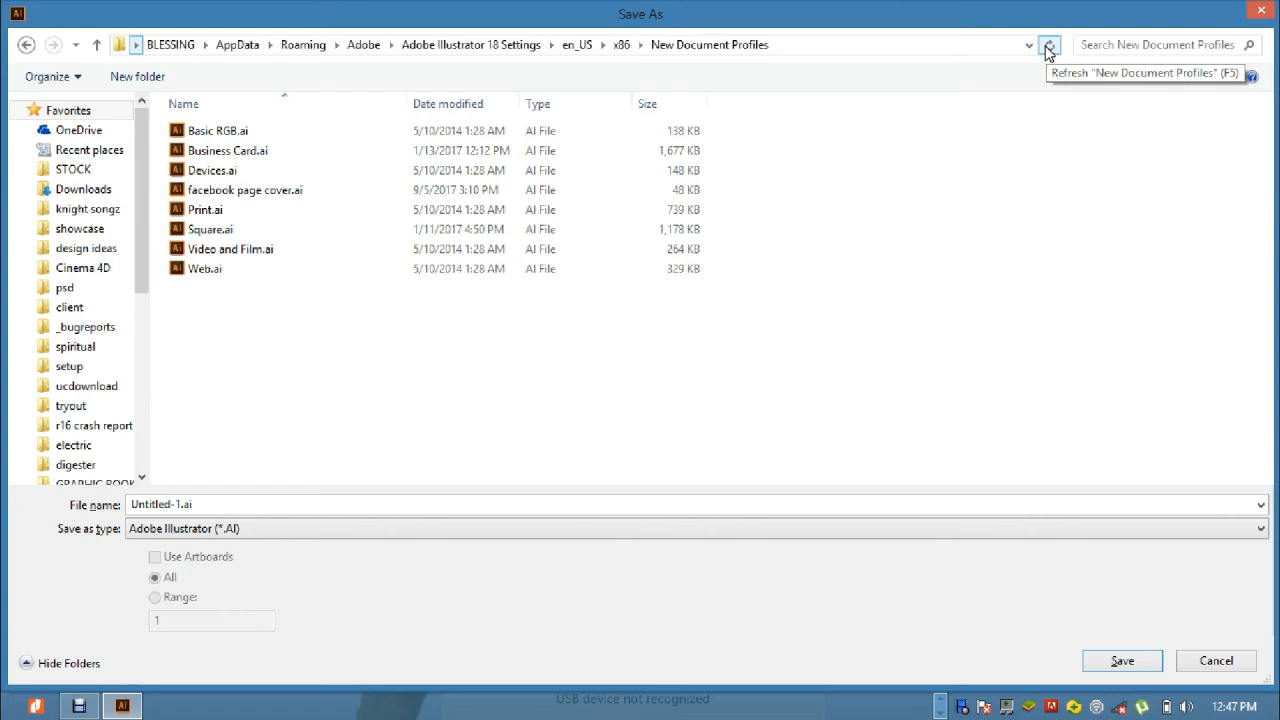 Save As
BLESSING AppData Roaming Adobe Adobe Illustrator 18 Settings en_US x86 New Document Profiles Search New Document Profiles
Organize New folder Refresh "New Document Profiles" (F5)
Name Date modified Type Size
Favorites
OneDrive
Recent places
STOCK
Downloads
knight songz
showcase
design ideas
Cinema 4D
psd
client
_bugreports
spiritual
setup
ucdownload
tryout
r16 crash report
electric
digester
GRAPHIC BOOK
Basic RGB.ai 5/10/2014 1:28 AM AI File 138 KB
Business Card.ai 1/13/2017 12:12 PM AI File 1,677 KB
Devices.ai 5/10/2014 1:28 AM AI File 148 KB
facebook page cover.ai 9/5/2017 3:10 PM AI File 48 KB
Print.ai 5/10/2014 1:28 AM AI File 739 KB
Square.ai 1/11/2017 4:50 PM AI File 1,178 KB
Video and Film.ai 5/10/2014 1:28 AM AI File 264 KB
Web.ai 5/10/2014 1:28 AM AI File 329 KB
File name: Untitled-1.ai
Save as type: Adobe Illustrator (*.AI)
Use Artboards
All
Range:
1
Hide Folders Save Cancel
USB device not recognized
12:47 PM